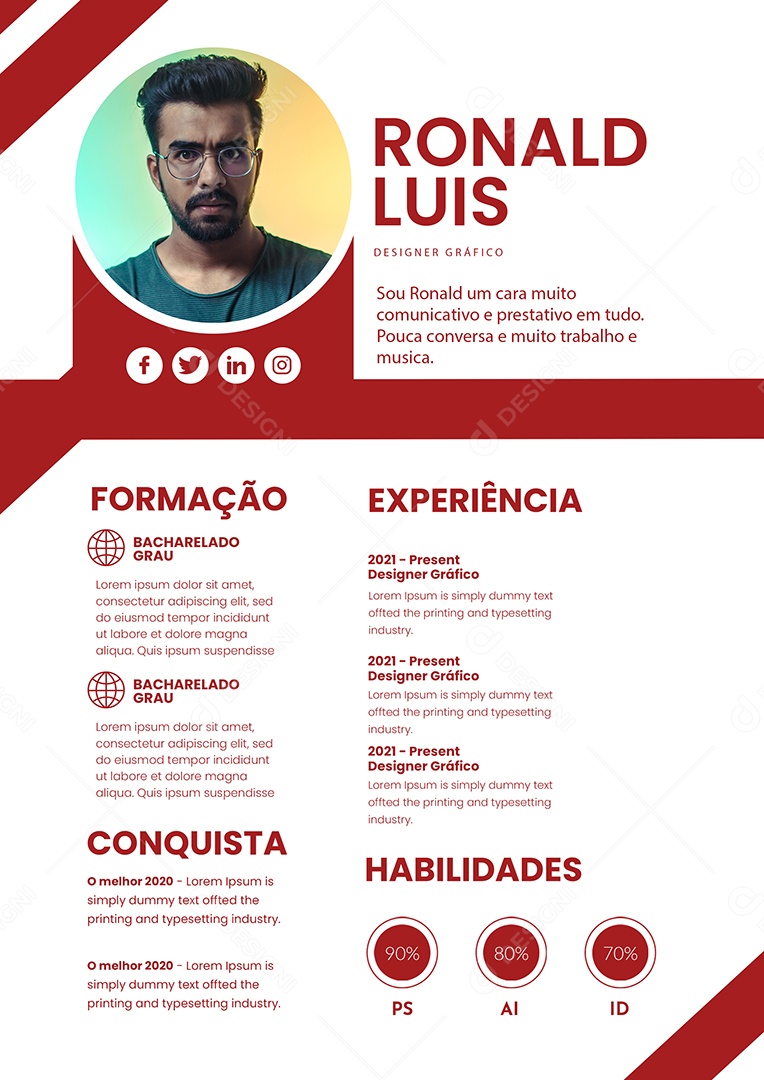 RONALD
LUIS
DESIGNER GRÁFICO
Sou Ronald um cara muito
comunicativo e prestativo em tudo.
Pouca conversa e muito trabalho e
musica.
FORMAÇÃO
BACHARELADO
GRAU
Lorem ipsum dolor sit amet,
consectetur adipiscing elit, sed
do eiusmod tempor incididunt
ut labore et dolore magna
aliqua. Quis ipsum suspendisse
BACHARELADO
GRAU
Lorem ipsum dolor sit amet,
consectetur adipiscing elit, sed
do eiusmod tempor incididunt
ut labore et dolore magna
aliqua. Quis ipsum suspendisse
CONQUISTA
O melhor 2020 - Lorem Ipsum is
simply dummy text offted the
printing and typesetting industry.
O melhor 2020 - Lorem Ipsum is
simply dummy text offted the
printing and typesetting industry.
EXPERIÊNCIA
2021 - Present
Designer Gráfico
Lorem Ipsum is simply dummy text
offted the printing and typesetting
industry.
2021 - Present
Designer Gráfico
Lorem Ipsum is simply dummy text
offted the printing and typesetting
industry.
2021 - Present
Designer Gráfico
Lorem Ipsum is simply dummy text
offted the printing and typesetting
industry.
HABILIDADES
90% 80% 70%
PS AI ID
DESIGNI